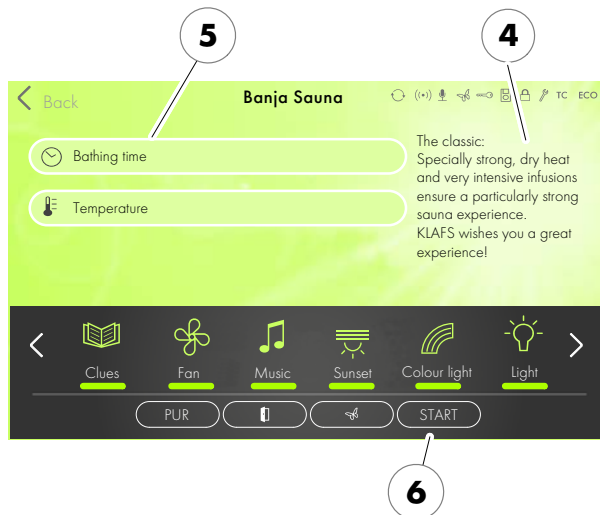 5
4
Back
Banja Sauna
TC
ECO
Bathing time
Temperature
The classic:
Specially strong, dry heat
and very intensive infusions
ensure a particularly strong
sauna experience.
KLAFS wishes you a great
experience!
Clues
Fan
Music
Sunset
Colour light
Light
PUR
START
6